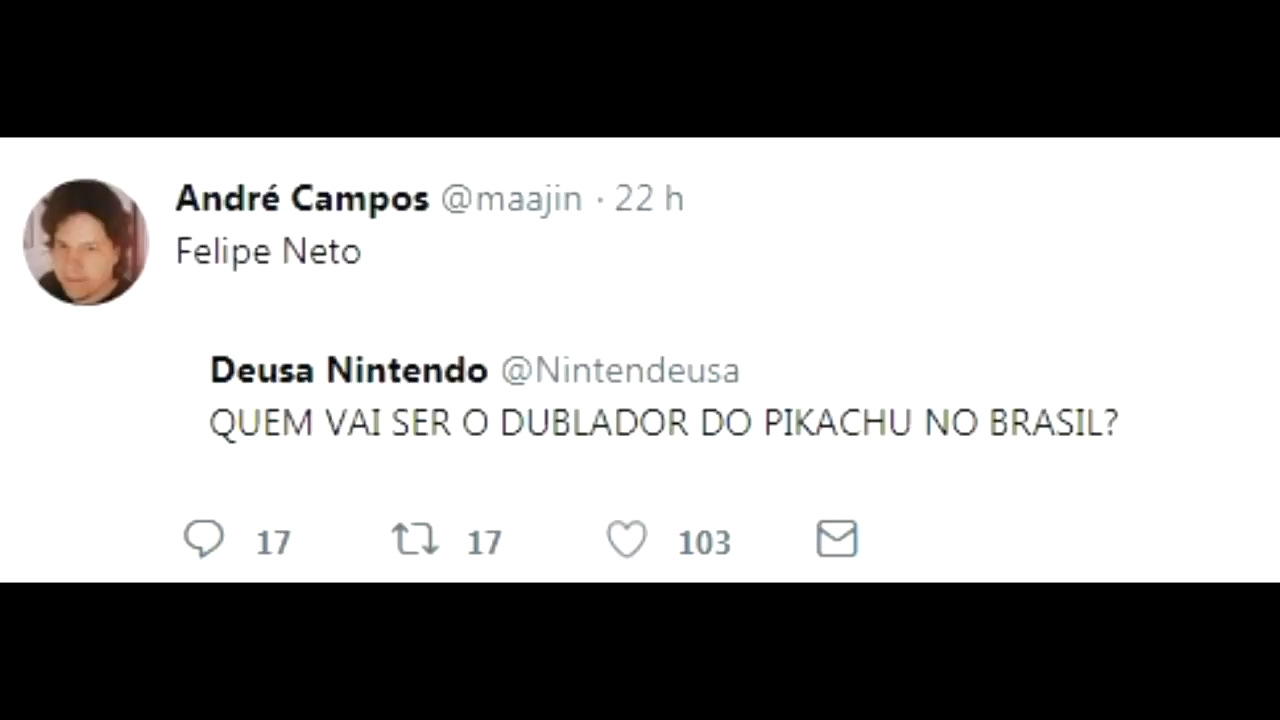 André Campos @maajin · 22 h
Felipe Neto
Deusa Nintendo @Nintendeusa
QUEM VAI SER O DUBLADOR DO PIKACHU NO BRASIL?
17 17 103